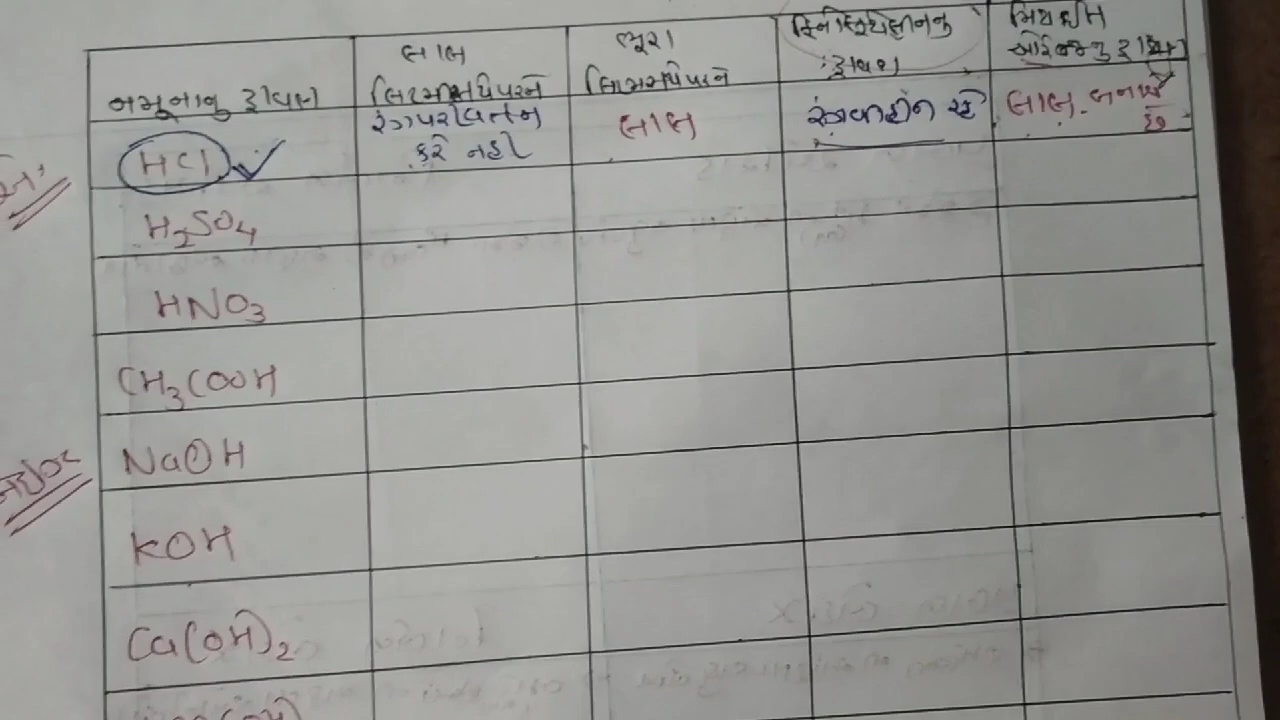 નમૂનાનુ દ્રાવણ
લાલ
લિટમસપેપરને
ભૂરા
લિટમસપેપરને
ફિનોલ્ફથેલીનનુ
દ્રાવણ
મિથાઈલ
ઓરેન્જનુ દ્રાવણ
HCl ✓
રંગપરીવર્તન
કરે નહી
લાલ
રંગવાહીન રહે
લાલ બનાવે
છે
H₂SO₄
HNO₃
CH₃COOH
NaOH
KOH
Ca(OH)₂